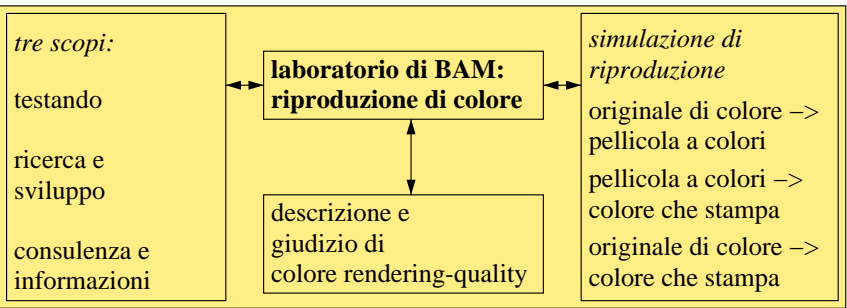 tre scopi:
testando
ricerca e
sviluppo
consulenza e
informazioni
laboratorio di BAM:
riproduzione di colore
descrizione e
giudizio di
colore rendering-quality
simulazione di
riproduzione
originale di colore −>
pellicola a colori
pellicola a colori −>
colore che stampa
originale di colore −>
colore che stampa